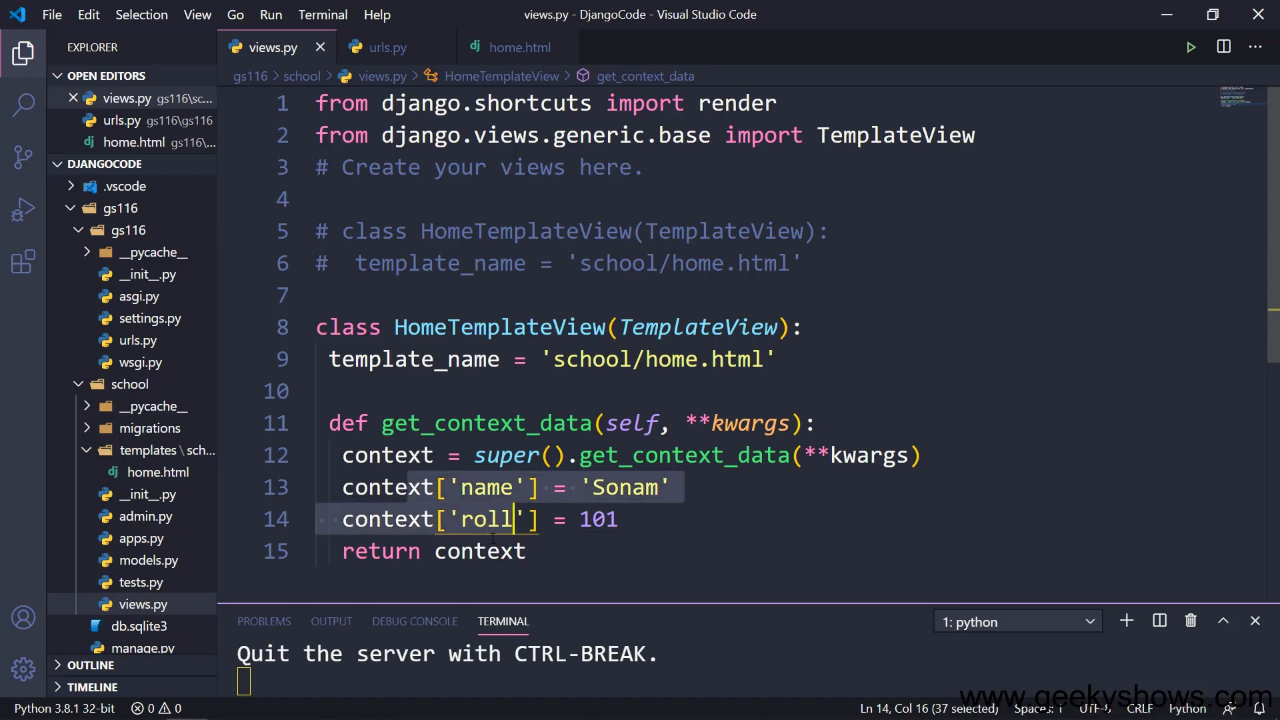 File Edit Selection View Go Run Terminal Help views.py - DjangoCode - Visual Studio Code
EXPLORER
OPEN EDITORS
views.py gs116\sc...
urls.py gs116\school
home.html gs116\...
DJANGOCODE
.vscode
gs116
gs116
__pycache__
__init__.py
asgi.py
settings.py
urls.py
wsgi.py
school
__pycache__
migrations
templates \ sch...
home.html
__init__.py
admin.py
apps.py
models.py
tests.py
views.py
db.sqlite3
manage.py
OUTLINE
TIMELINE
views.py urls.py home.html
gs116 school views.py HomeTemplateView get_context_data
1 from django.shortcuts import render
2 from django.views.generic.base import TemplateView
3 # Create your views here.
4
5 # class HomeTemplateView(TemplateView):
6 #  template_name = 'school/home.html'
7
8 class HomeTemplateView(TemplateView):
9 template_name = 'school/home.html'
10
11 def get_context_data(self, **kwargs):
12 context = super().get_context_data(**kwargs)
13 context['name'] = 'Sonam'
14 context['roll'] = 101
15 return context
PROBLEMS OUTPUT DEBUG CONSOLE TERMINAL 1: python
Quit the server with CTRL-BREAK.
www.geekyshows.com
Python 3.8.1 32-bit 0 0 Ln 14, Col 16 (37 selected) Spaces: 1 UTF-8 CRLF Python